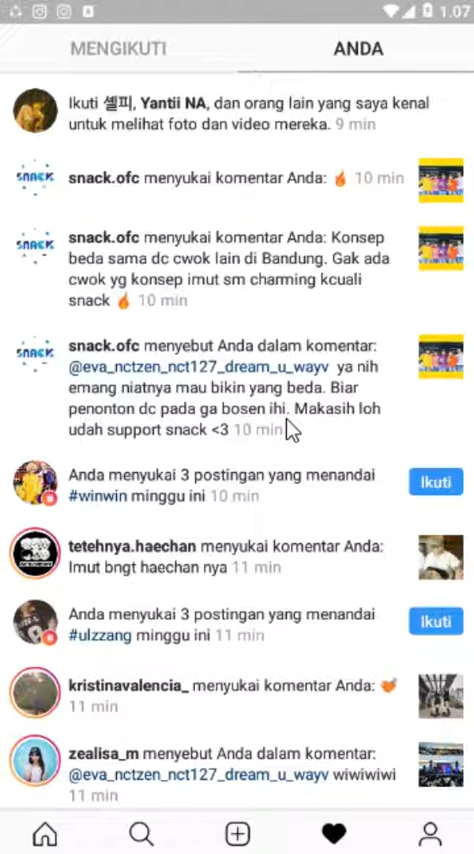 1.07
MENGIKUTI
ANDA
Ikuti 셀피, Yantii NA, dan orang lain yang saya kenal
untuk melihat foto dan video mereka. 9 min
SNACK
snack.ofc menyukai komentar Anda: 🔥 10 min
SNACK
snack.ofc menyukai komentar Anda: Konsep
beda sama dc cwok lain di Bandung. Gak ada
cwok yg konsep imut sm charming kcuali
snack 🔥 10 min
SNACK
snack.ofc menyebut Anda dalam komentar:
@eva_nctzen_nct127_dream_u_wayv ya nih
emang niatnya mau bikin yang beda. Biar
penonton dc pada ga bosen ihi. Makasih loh
udah support snack <3 10 min
Anda menyukai 3 postingan yang menandai
#winwin minggu ini 10 min
Ikuti
tetehnya.haechan menyukai komentar Anda:
Imut bngt haechan nya 11 min
Anda menyukai 3 postingan yang menandai
#ulzzang minggu ini 11 min
Ikuti
kristinavalencia_ menyukai komentar Anda: 💘
11 min
zealisa_m menyebut Anda dalam komentar:
@eva_nctzen_nct127_dream_u_wayv wiwiwiwi
11 min